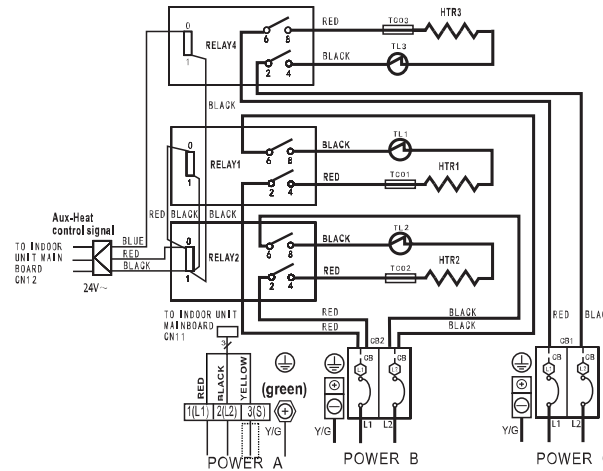 0
RELAY4
1
6 8
2 4
RED
TCO3
HTR3
BLACK
TL3
BLACK
0
RELAY1
1
6 8
2 4
BLACK
TL1
RED
TCO1
HTR1
RED BLACK BLACK
0
RELAY2
1
6 8
2 4
BLACK
TL2
RED
TCO2
HTR2
Aux-Heat
control signal
TO INDOOR
UNIT MAIN
BOARD
CN12
BLUE
RED
BLACK
24V~
TO INDOOR UNIT
MAINBOARD
CN11
3
RED
BLACK
YELLOW
(green)
1(L1) 2(L2) 3(S)
Y/G
POWER A
RED
RED
BLACK
BLACK
CB2
CB CB
L1 L2
Y/G
POWER B
RED
CB1
CB CB
L1 L2
Y/G
POWER